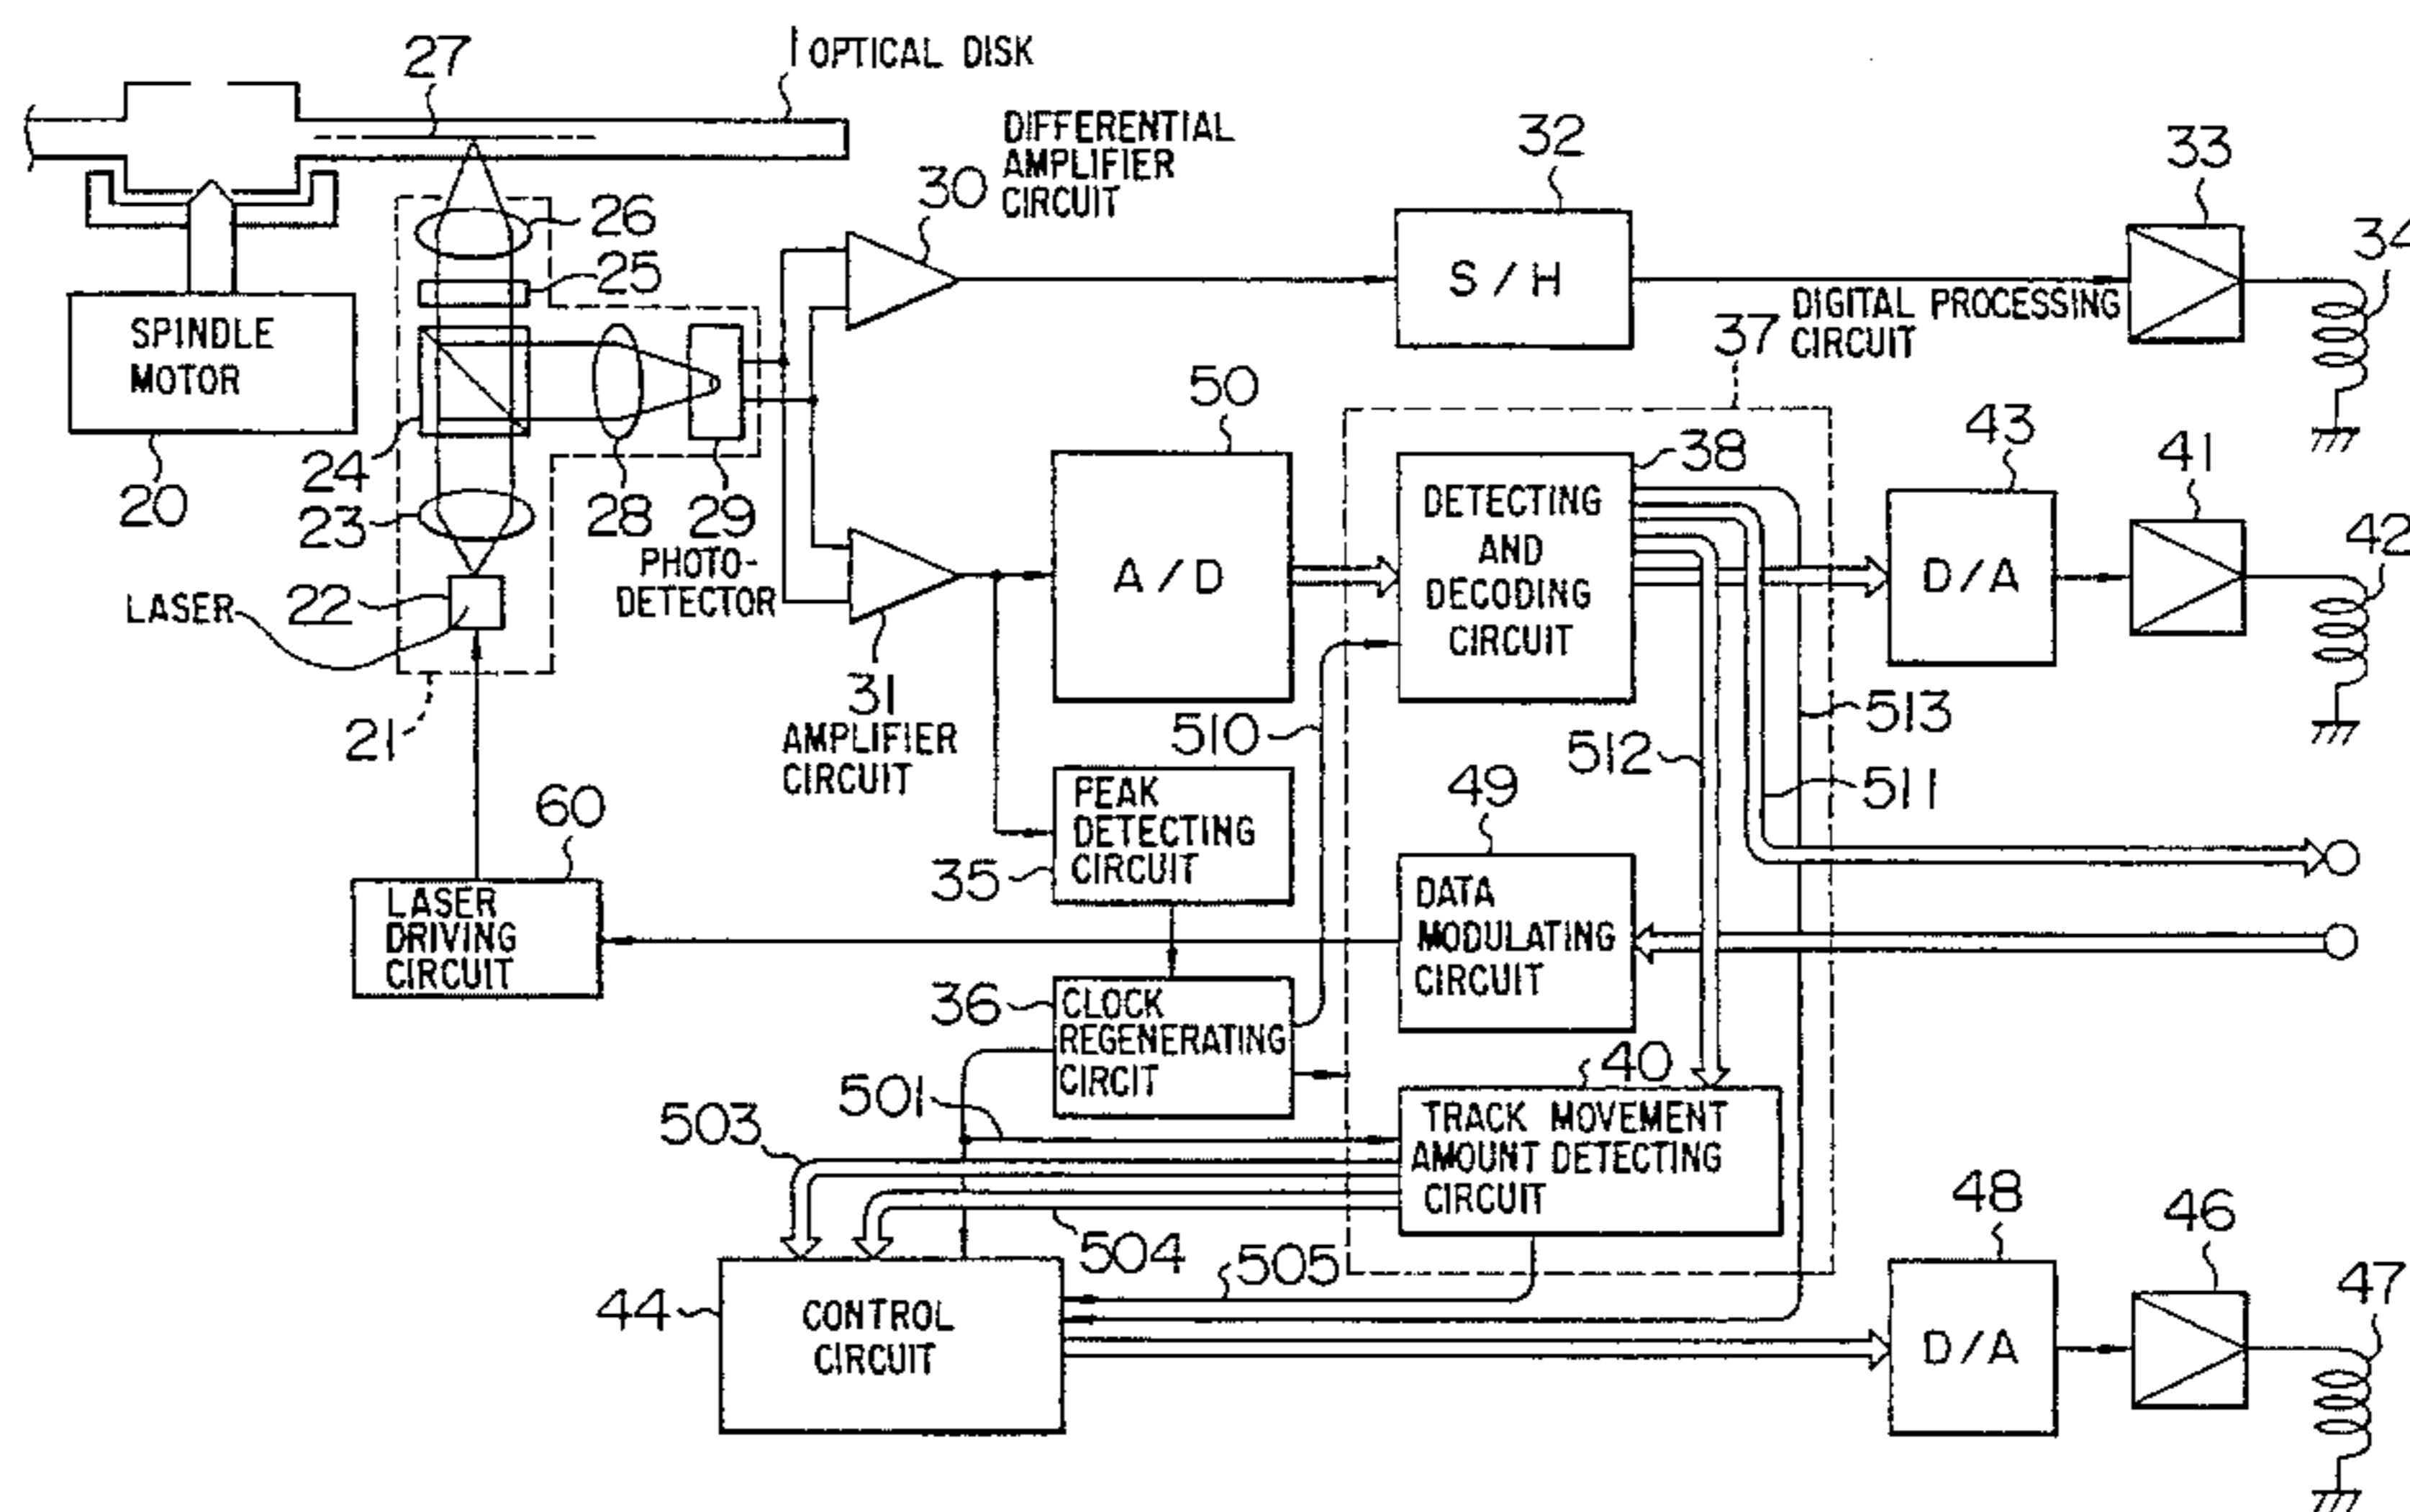 27
1 OPTICAL DISK
DIFFERENTIAL
AMPLIFIER
CIRCUIT
30
32
33
34
26
25
S / H
DIGITAL PROCESSING
CIRCUIT
37
SPINDLE
MOTOR
20
24
23
28
29
PHOTO-
DETECTOR
22
LASER
21
50
A / D
38
DETECTING
AND
DECODING
CIRCUIT
43
D / A
41
42
31
AMPLIFIER
CIRCUIT
510
512
513
511
60
LASER
DRIVING
CIRCUIT
PEAK
DETECTING
CIRCUIT
35
49
DATA
MODULATING
CIRCUIT
36
CLOCK
REGENERATING
CIRCIT
501
503
40
TRACK MOVEMENT
AMOUNT DETECTING
CIRCUIT
504
505
44
CONTROL
CIRCUIT
48
D / A
46
47